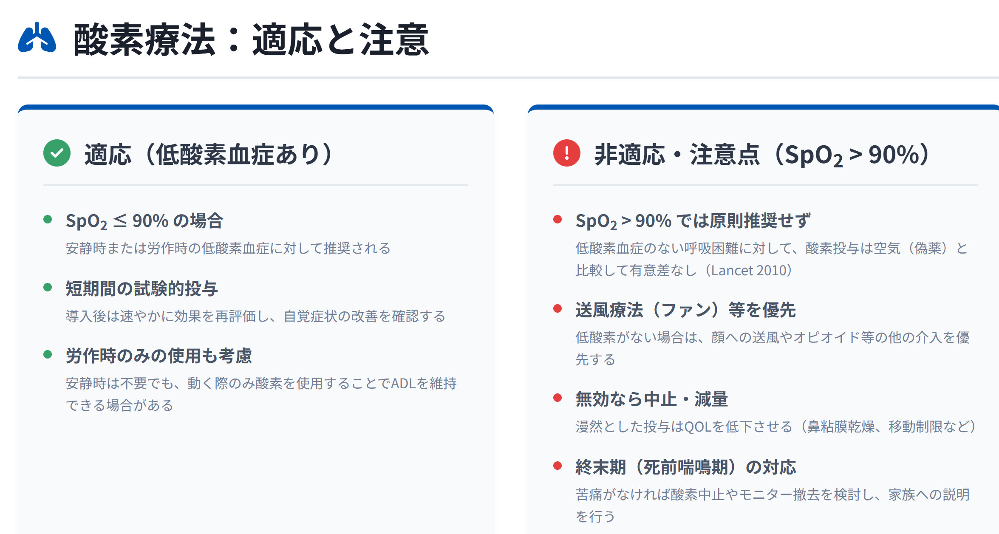 酸素療法：適応と注意
適応（低酸素血症あり）
SpO₂ ≤ 90% の場合
安静時または労作時の低酸素血症に対して推奨される
短期間の試験的投与
導入後は速やかに効果を再評価し、自覚症状の改善を確認する
労作時のみの使用も考慮
安静時は不要でも、動く際のみ酸素を使用することでADLを維持
できる場合がある
非適応・注意点（SpO₂ > 90%）
SpO₂ > 90% では原則推奨せず
低酸素血症のない呼吸困難に対して、酸素投与は空気（偽薬）と
比較して有意差なし（Lancet 2010）
送風療法（ファン）等を優先
低酸素がない場合は、顔への送風やオピオイド等の他の介入を優
先する
無効なら中止・減量
漫然とした投与はQOLを低下させる（鼻粘膜乾燥、移動制限など）
終末期（死前喘鳴期）の対応
苦痛がなければ酸素中止やモニター撤去を検討し、家族への説明
を行う